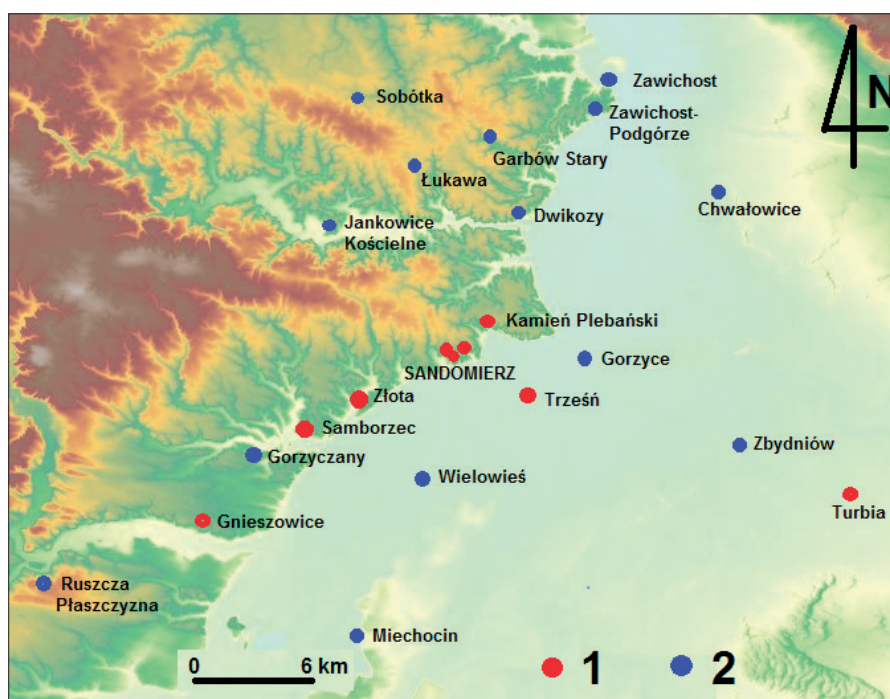 Zawichost
Sobótka
Zawichost-
Podgórze
N
Garbów Stary
Łukawa
Chwałowice
Dwikozy
Jankowice
Kościelne
Kamień Plebański
Gorzyce
SANDOMIERZ
Złota
Trześń
Samborzec
Zbydniów
Gorzyczany
Wielowieś
Turbia
Gnieszowice
Ruszcza
Płaszczyzna
Miechocin
0 6 km
1 2